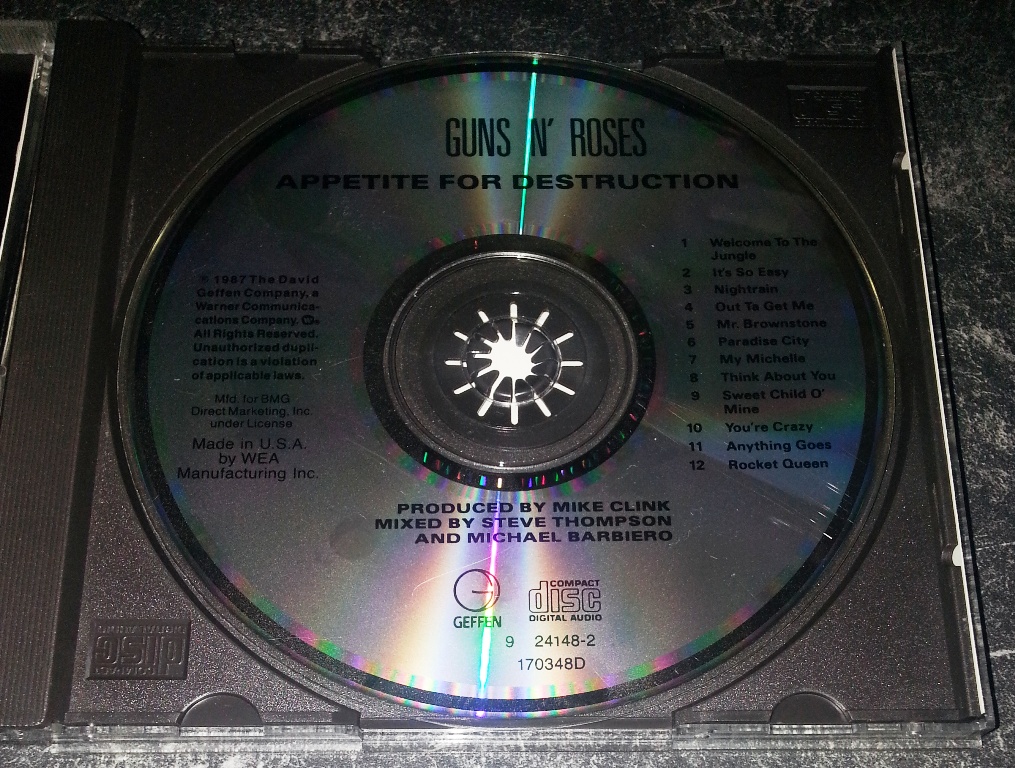 GUNS N' ROSES
APPETITE FOR DESTRUCTION
℗ 1987 The David
Geffen Company, a
Warner Communica-
cations Company.
All Rights Reserved.
Unauthorized dupli-
cation is a violation
of applicable laws.
Mfd. for BMG
Direct Marketing, Inc.
under License
Made in U.S.A.
by WEA
Manufacturing Inc.
1 Welcome To The
Jungle
2 It's So Easy
3 Nightrain
4 Out Ta Get Me
5 Mr. Brownstone
6 Paradise City
7 My Michelle
8 Think About You
9 Sweet Child O'
Mine
10 You're Crazy
11 Anything Goes
12 Rocket Queen
PRODUCED BY MIKE CLINK
MIXED BY STEVE THOMPSON
AND MICHAEL BARBIERO
GEFFEN
COMPACT
disc
DIGITAL AUDIO
9 24148-2
170348D